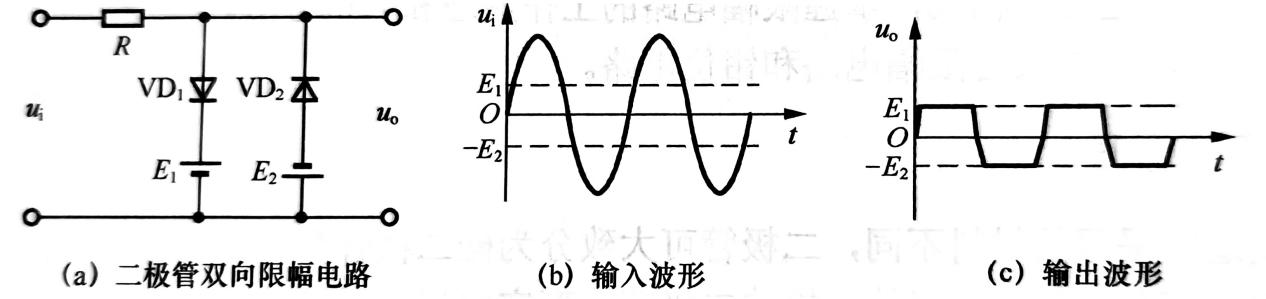 R
VD₁
VD₂
uᵢ
uₒ
E₁
E₂
(a) 二极管双向限幅电路
uᵢ
E₁
O
t
-E₂
(b) 输入波形
uₒ
E₁
O
t
-E₂
(c) 输出波形